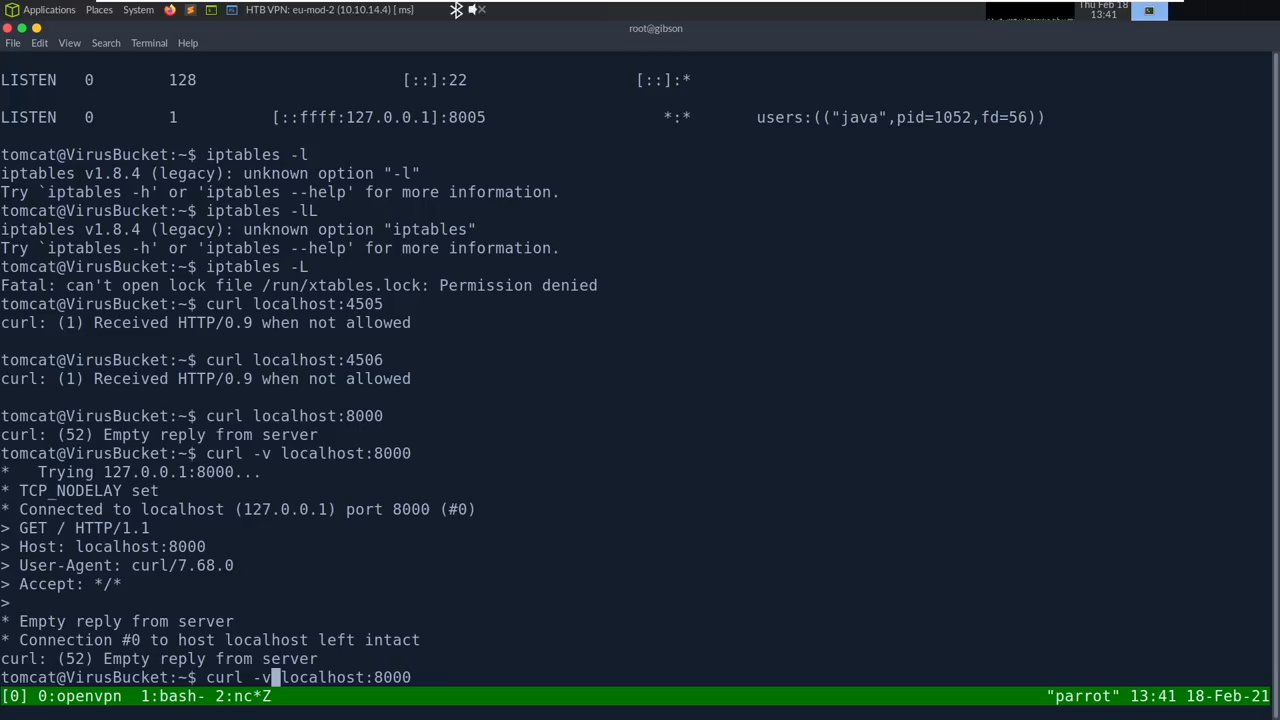 Applications Places System HTB VPN: eu-mod-2 (10.10.14.4) [ ms] Thu Feb 18
13:41
root@gibson
File Edit View Search Terminal Help
LISTEN 0 128 [::]:22 [::]:*
LISTEN 0 1 [::ffff:127.0.0.1]:8005 *:* users:(("java",pid=1052,fd=56))
tomcat@VirusBucket:~$ iptables -l
iptables v1.8.4 (legacy): unknown option "-l"
Try `iptables -h' or 'iptables --help' for more information.
tomcat@VirusBucket:~$ iptables -lL
iptables v1.8.4 (legacy): unknown option "iptables"
Try `iptables -h' or 'iptables --help' for more information.
tomcat@VirusBucket:~$ iptables -L
Fatal: can't open lock file /run/xtables.lock: Permission denied
tomcat@VirusBucket:~$ curl localhost:4505
curl: (1) Received HTTP/0.9 when not allowed
tomcat@VirusBucket:~$ curl localhost:4506
curl: (1) Received HTTP/0.9 when not allowed
tomcat@VirusBucket:~$ curl localhost:8000
curl: (52) Empty reply from server
tomcat@VirusBucket:~$ curl -v localhost:8000
* Trying 127.0.0.1:8000...
* TCP_NODELAY set
* Connected to localhost (127.0.0.1) port 8000 (#0)
> GET / HTTP/1.1
> Host: localhost:8000
> User-Agent: curl/7.68.0
> Accept: */*
>
* Empty reply from server
* Connection #0 to host localhost left intact
curl: (52) Empty reply from server
tomcat@VirusBucket:~$ curl -v localhost:8000
[0] 0:openvpn 1:bash- 2:nc*Z "parrot" 13:41 18-Feb-21